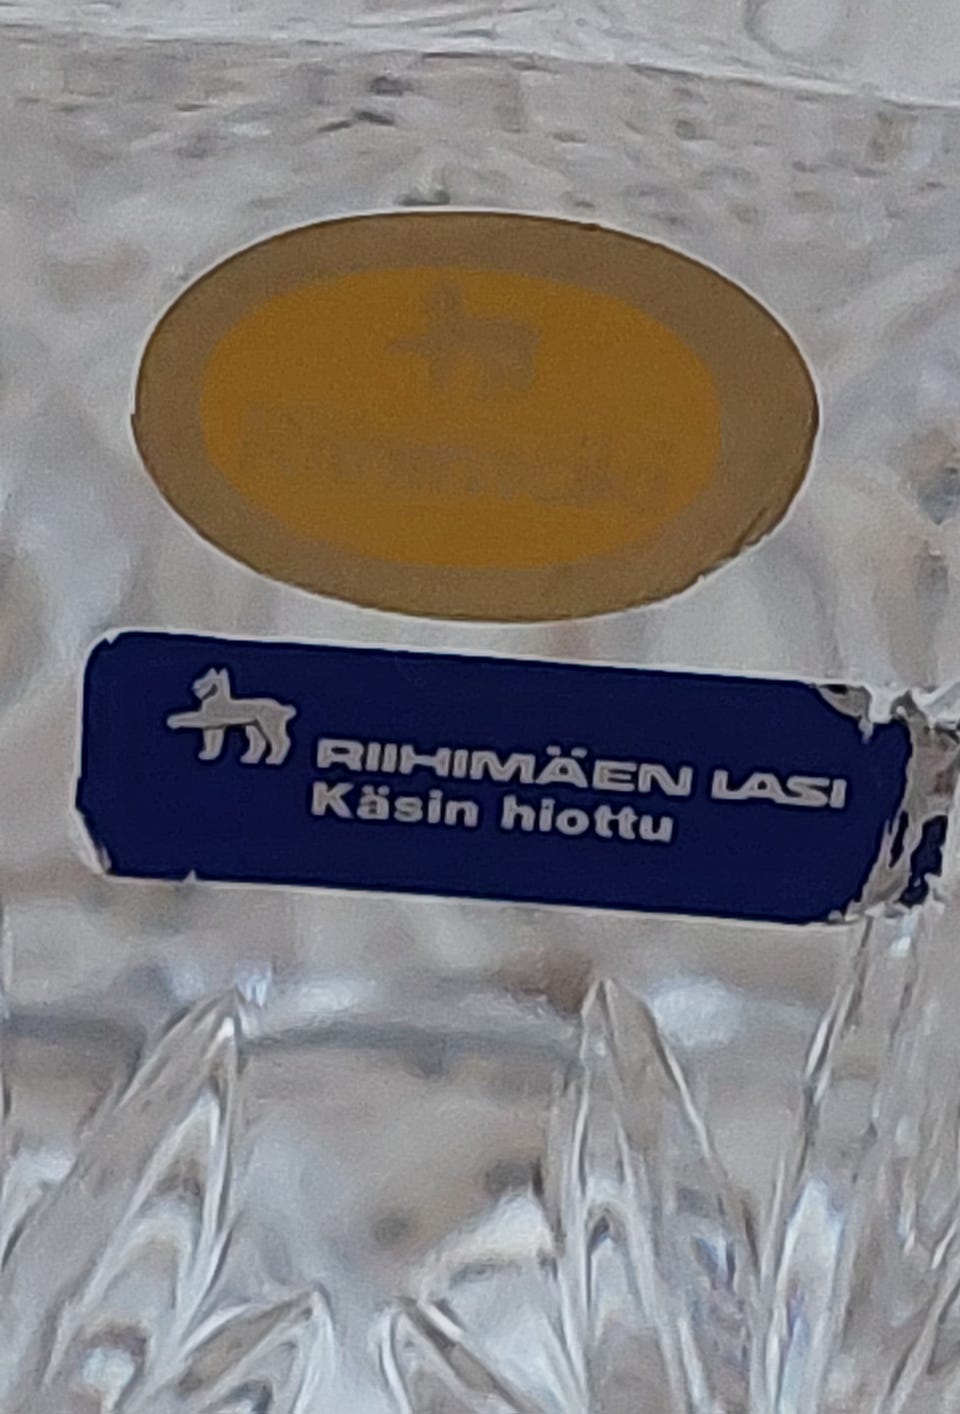 RIIHIMÄEN LASI
Käsin hiottu